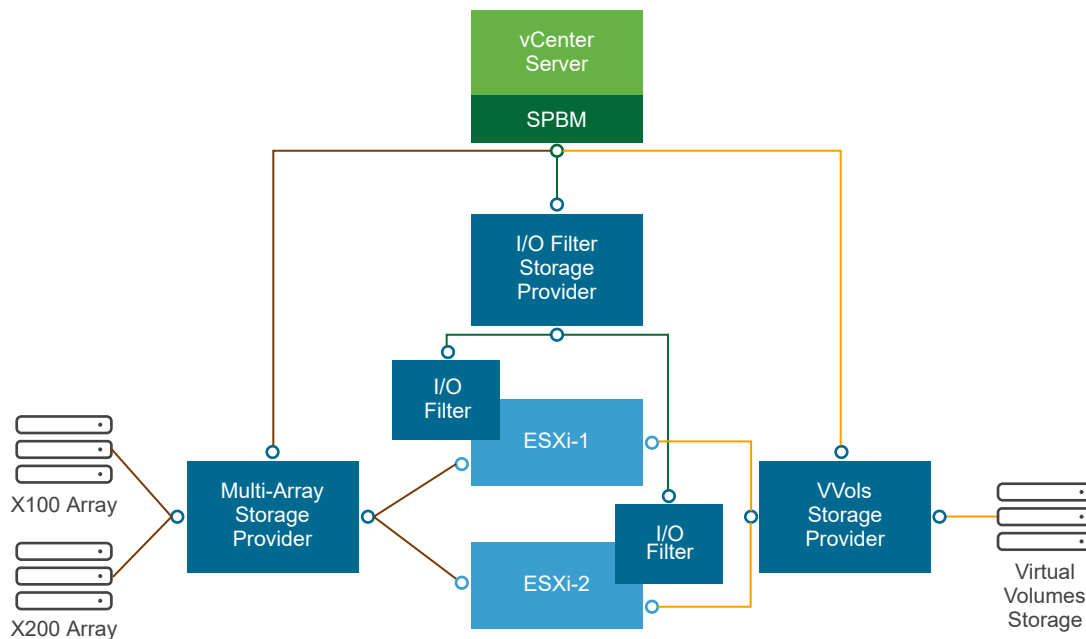 vCenter
Server
SPBM
I/O Filter
Storage
Provider
I/O
Filter
ESXi-1
X100 Array
Multi-Array
Storage
Provider
VVols
Storage
Provider
I/O
Filter
ESXi-2
X200 Array
Virtual
Volumes
Storage